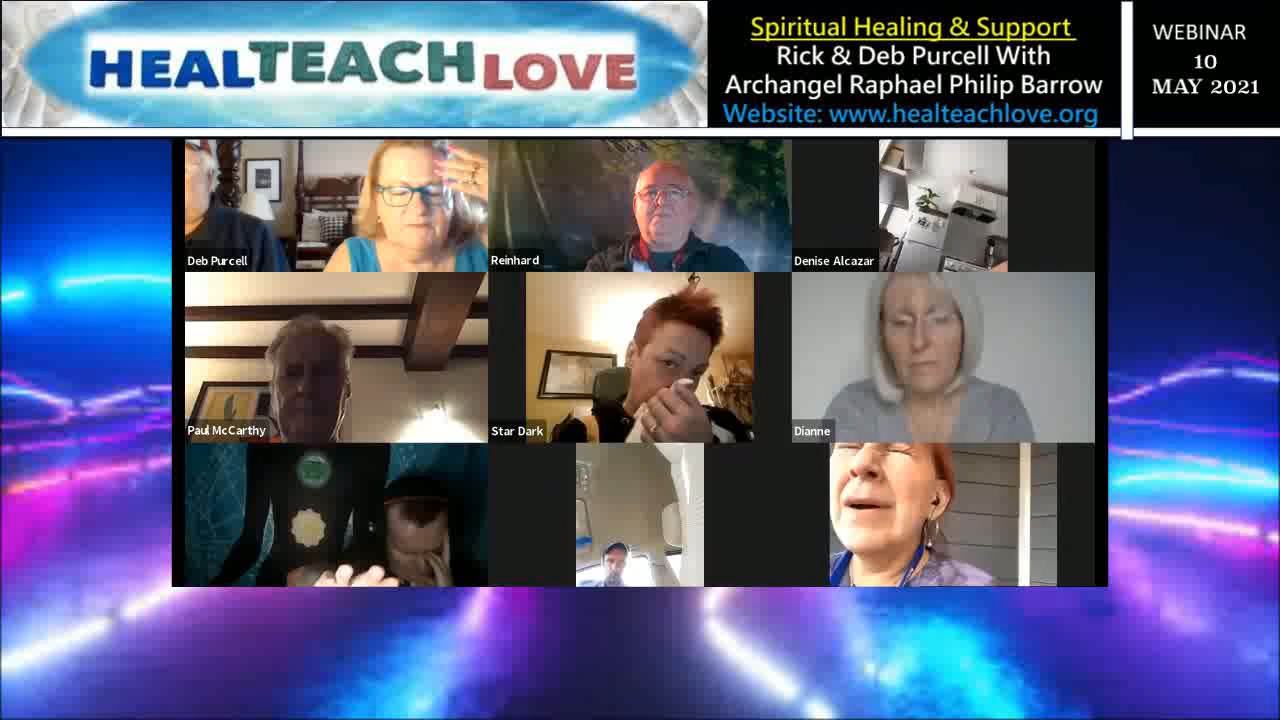 HEALTEACHLOVE
Spiritual Healing & Support
Rick & Deb Purcell With
Archangel Raphael Philip Barrow
Website: www.healteachlove.org
WEBINAR
10
MAY 2021
Deb Purcell
Reinhard
Denise Alcazar
Paul McCarthy
Star Dark
Dianne